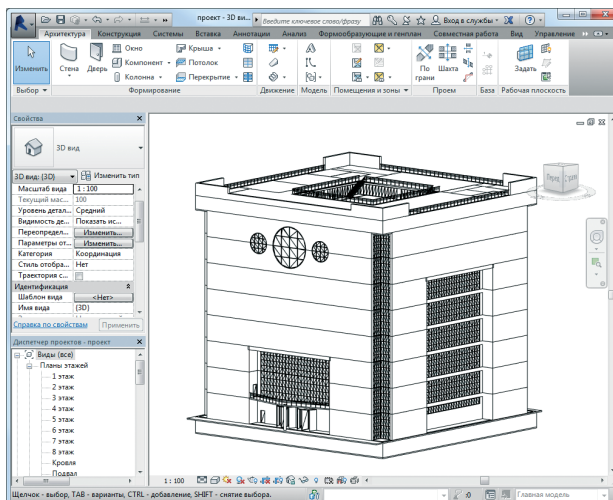 проект - 3D ви...
Введите ключевое слово/фразу
Вход в службы
Архитектура Конструкция Системы Вставка Аннотации Анализ Формообразующие и генплан Совместная работа Вид Управление
Изменить Стена Дверь Окно Крыша Компонент Потолок Колонна Перекрытие По грани Шахта Задать
Выбор Формирование Движение Модель Помещения и зоны Проем База Рабочая плоскость
Свойства
3D вид
3D вид: {3D} Изменить тип
Масштаб вида 1 : 100
Текущий мас... 100
Уровень детал... Средний
Видимость де... Показать ис...
Переопредел... Изменить...
Параметры от... Изменить...
Категория Координация
Стиль отобра... Нет
Траектория с...
Идентификация
Шаблон вида <Нет>
Имя вида {3D}
Справка по свойствам Применить
Диспетчер проектов - проект
Виды (все)
Планы этажей
1 этаж
2 этаж
3 этаж
4 этаж
5 этаж
6 этаж
7 этаж
8 этаж
Кровля
Подвал
1 : 100
Щелчок - выбор, TAB - варианты, CTRL - добавление, SHIFT - снятие выбора.
:0
Главная модель